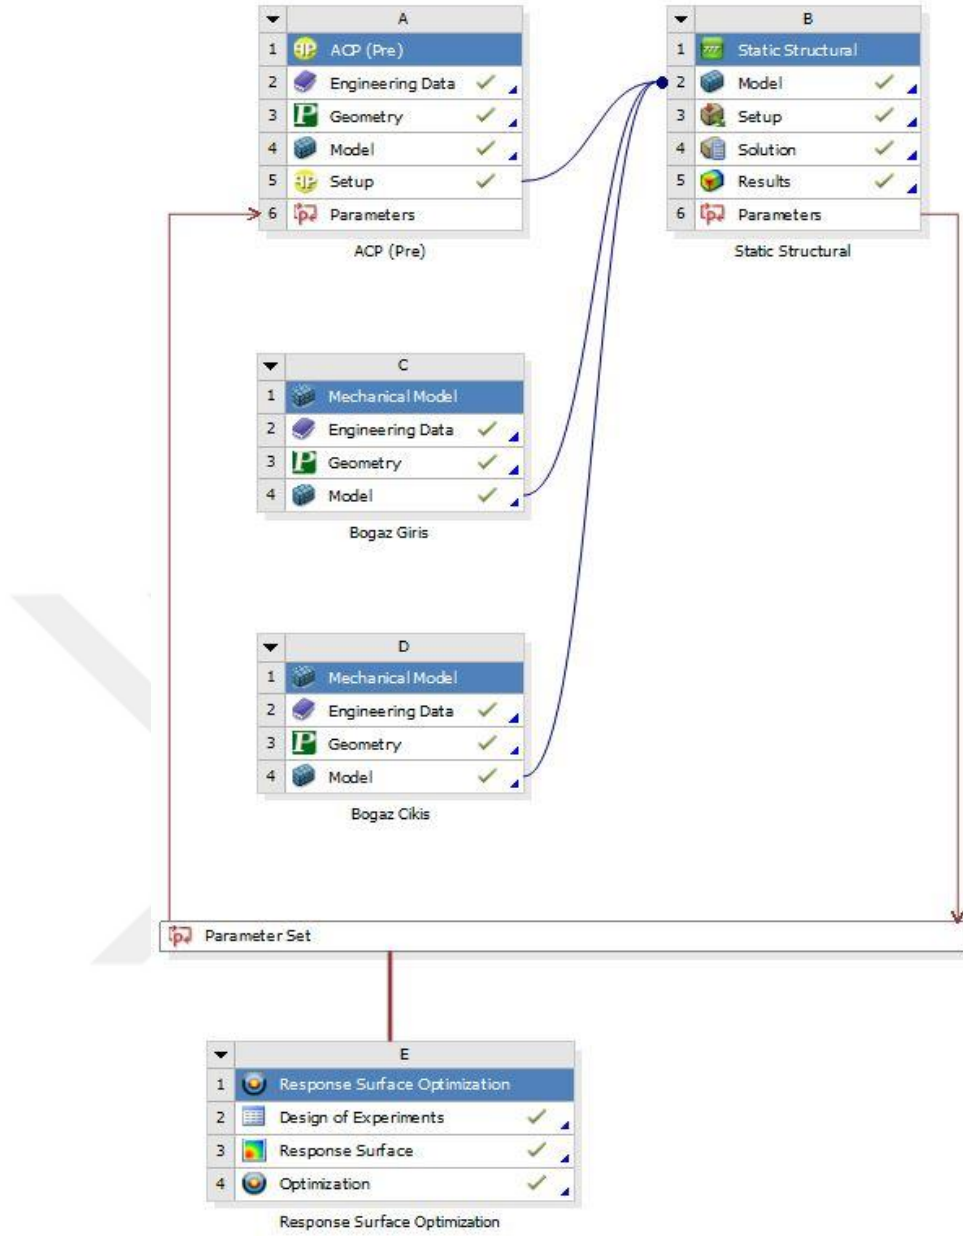 A
1 ACP (Pre)
2 Engineering Data
3 Geometry
4 Model
5 Setup
6 Parameters
ACP (Pre)
B
1 Static Structural
2 Model
3 Setup
4 Solution
5 Results
6 Parameters
Static Structural
C
1 Mechanical Model
2 Engineering Data
3 Geometry
4 Model
Bogaz Giris
D
1 Mechanical Model
2 Engineering Data
3 Geometry
4 Model
Bogaz Cikis
Parameter Set
E
1 Response Surface Optimization
2 Design of Experiments
3 Response Surface
4 Optimization
Response Surface Optimization